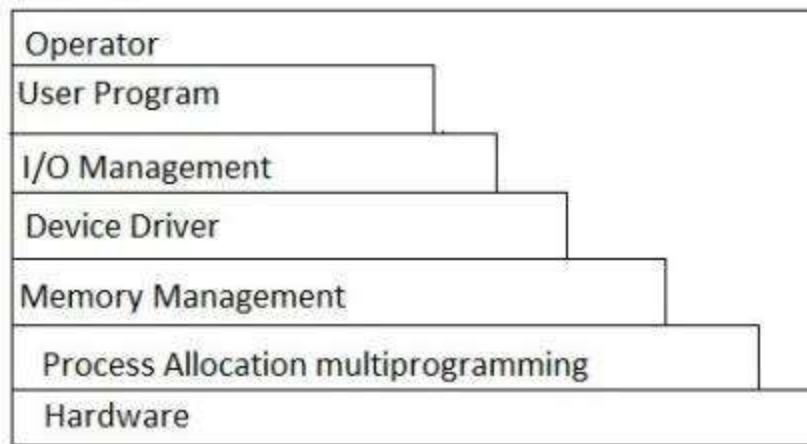 Operator
User Program
I/O Management
Device Driver
Memory Management
Process Allocation multiprogramming
Hardware